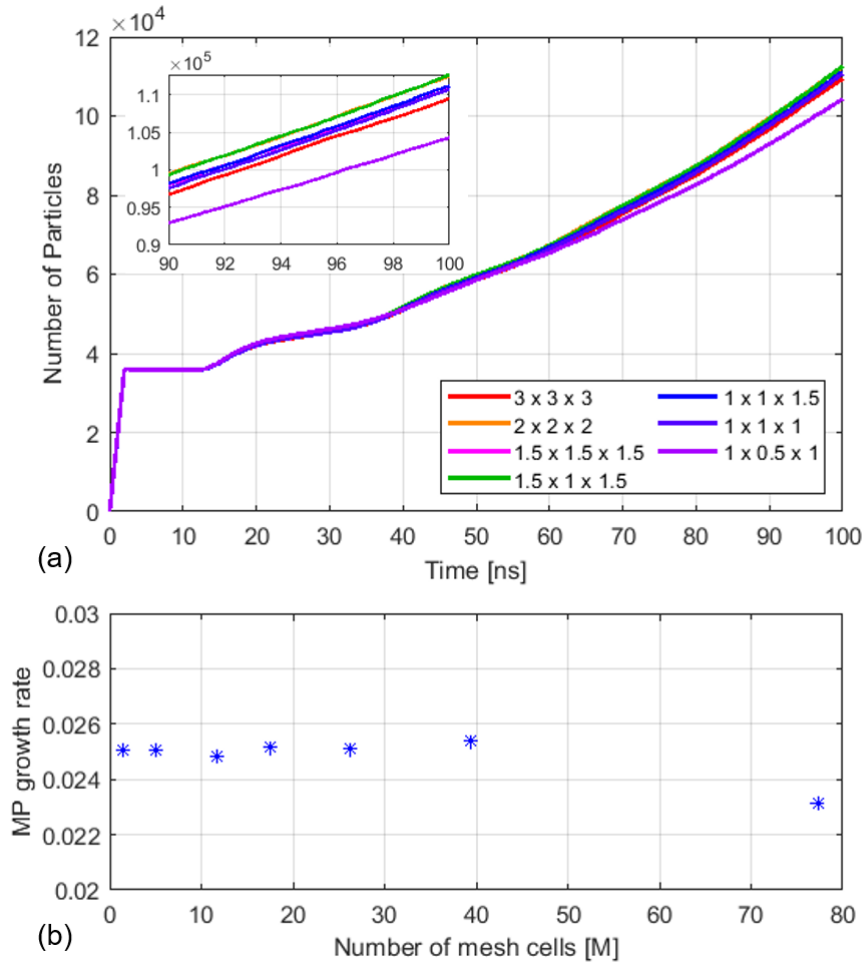 ×10⁴
12
10
8
6
4
2
0
Number of Particles
×10⁵
1.1
1.05
1
0.95
0.9
90 92 94 96 98 100
3 x 3 x 3
2 x 2 x 2
1.5 x 1.5 x 1.5
1.5 x 1 x 1.5
1 x 1 x 1.5
1 x 1 x 1
1 x 0.5 x 1
0 10 20 30 40 50 60 70 80 90 100
(a)
Time [ns]
0.03
0.028
0.026
0.024
0.022
0.02
MP growth rate
0 10 20 30 40 50 60 70 80
(b)
Number of mesh cells [M]